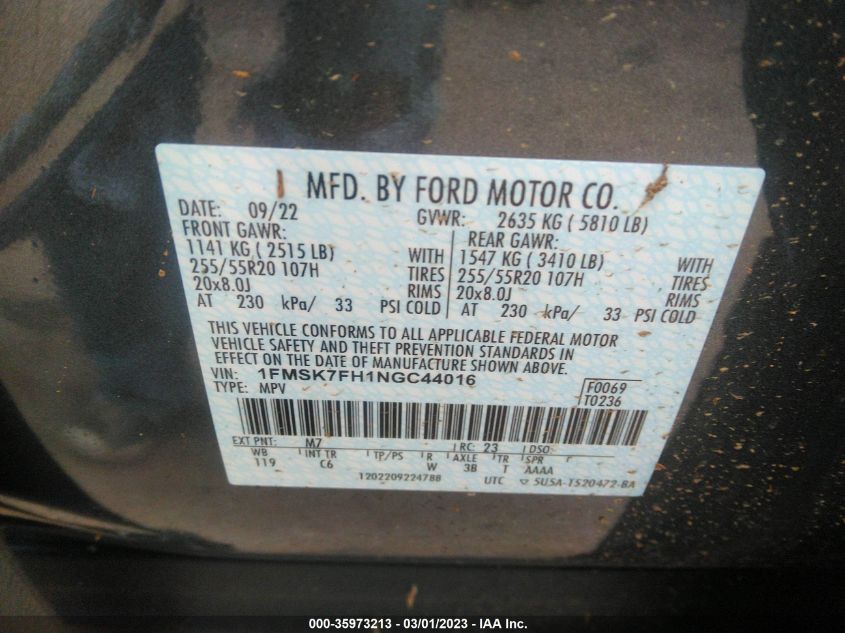 MFD. BY FORD MOTOR CO.
DATE: 09/22 GVWR: 2635 KG ( 5810 LB)
FRONT GAWR: REAR GAWR:
1141 KG ( 2515 LB) WITH 1547 KG ( 3410 LB) WITH
255/55R20 107H TIRES 255/55R20 107H TIRES
20x8.0J RIMS 20x8.0J RIMS
AT 230 kPa/ 33 PSI COLD AT 230 kPa/ 33 PSI COLD
THIS VEHICLE CONFORMS TO ALL APPLICABLE FEDERAL MOTOR
VEHICLE SAFETY AND THEFT PREVENTION STANDARDS IN
EFFECT ON THE DATE OF MANUFACTURE SHOWN ABOVE.
VIN: 1FMSK7FH1NGC44016
TYPE: MPV
F0069
T0236
EXT PNT: M7 RC: 23 DSO:
WB INT TR TP/PS R AXLE TR SPR
119 C6 W 3B T AAAA
1202209224788 UTC 5U5A-1520472-BA
000-35973213 - 03/01/2023 - IAA Inc.